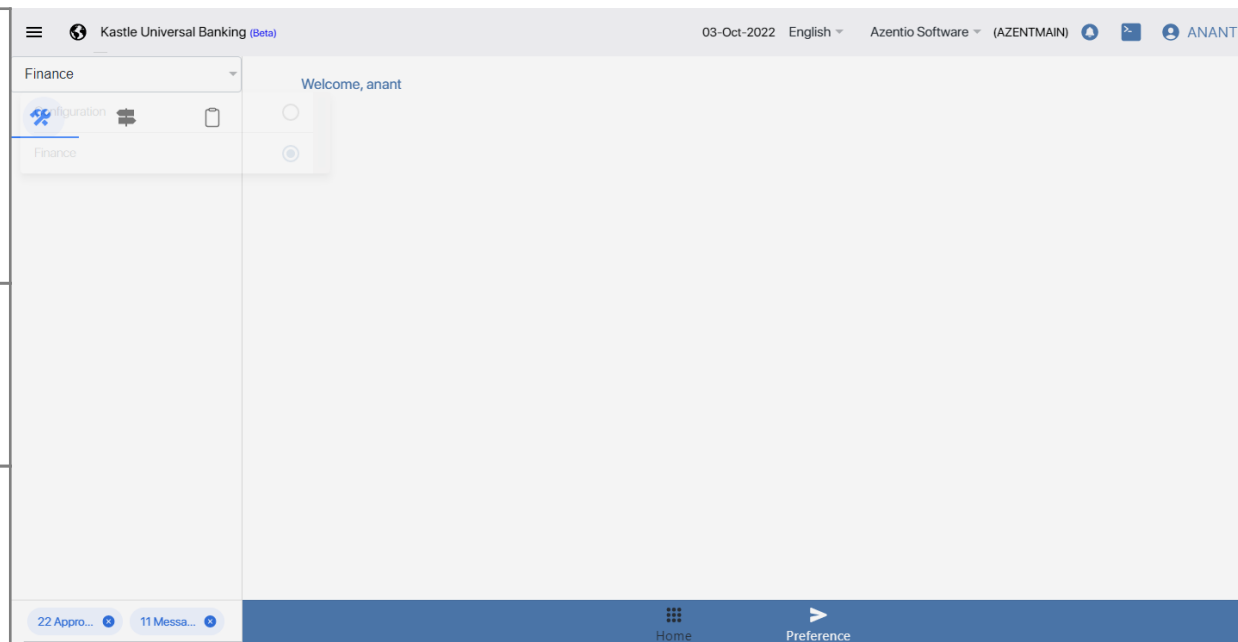 Kastle Universal Banking (Beta)
03-Oct-2022 English Azentio Software (AZENTMAIN) ANANT
Finance
Welcome, anant
Configuration
Finance
22 Appro... 11 Messa...
Home Preference